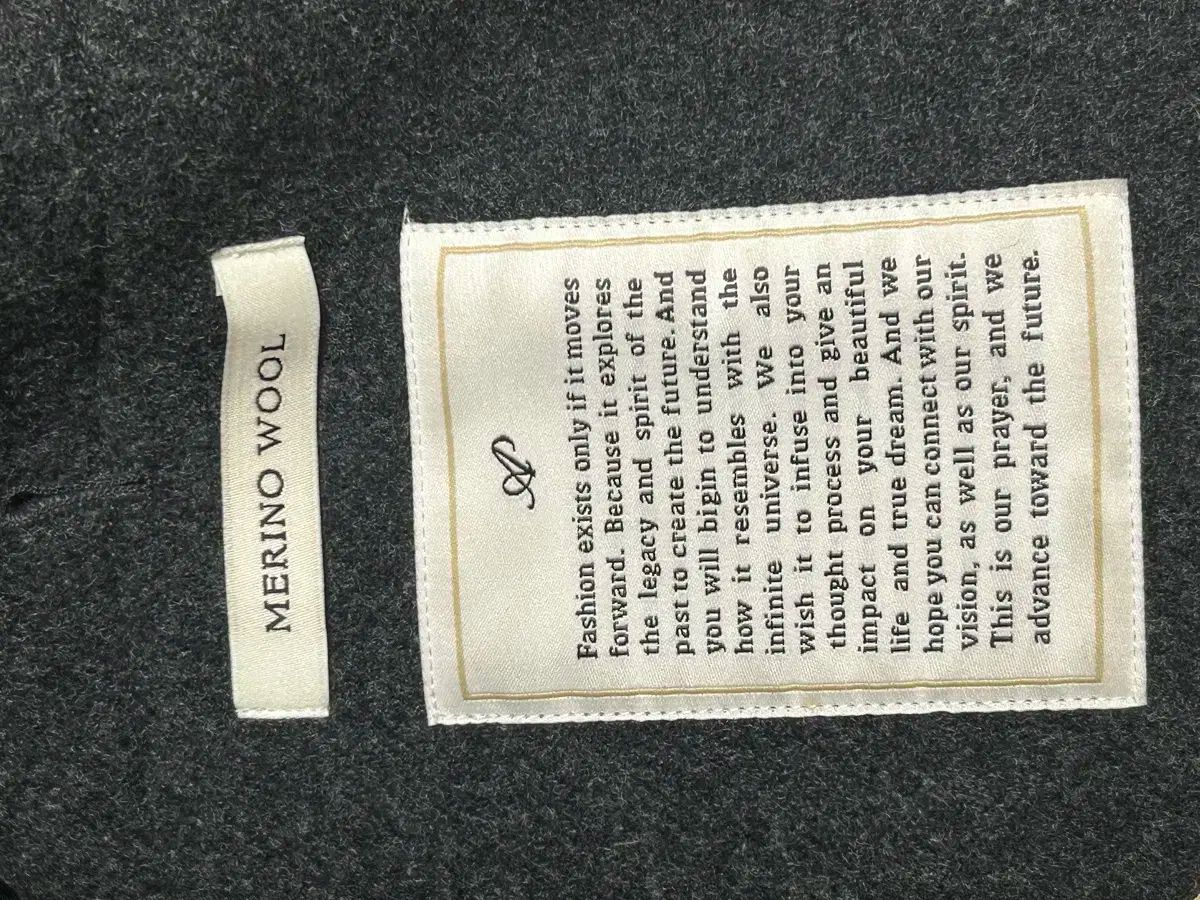 MERINO WOOL
Fashion exists only if it moves
forward. Because it explores
the legacy and spirit of the
past to create the future. And
you will bigin to understand
how it resembles with the
infinite universe. We also
wish it to infuse into your
thought process and give an
impact on your beautiful
life and true dream. And we
hope you can connect with our
vision, as well as our spirit.
This is our prayer, and we
advance toward the future.